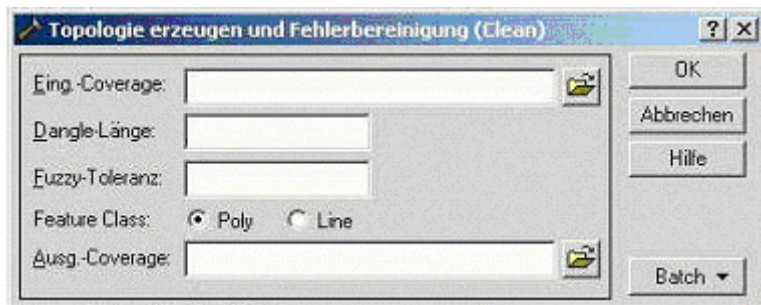 Topologie erzeugen und Fehlerbereinigung (Clean) ? ×
Eing.-Coverage:
OK
Dangle-Länge:
Abbrechen
Fuzzy-Toleranz:
Hilfe
Feature Class: Poly Line
Ausg.-Coverage:
Batch